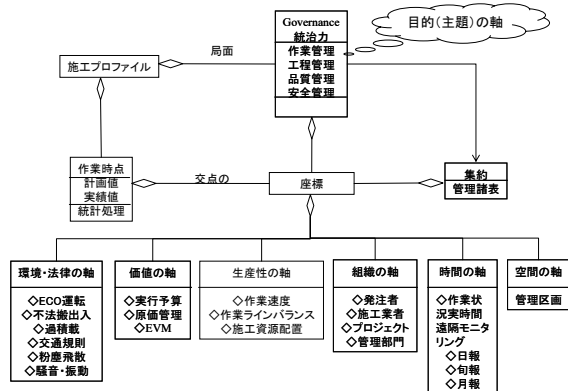 Governance
統治力
作業管理
工程管理
品質管理
安全管理
目的(主題)の軸
局面
施工プロファイル
作業時点
計画値
実績値
統計処理
交点の
座標
集約
管理諸表
環境・法律の軸
◇ECO運転
◇不法搬出入
◇過積載
◇交通規則
◇粉塵飛散
◇騒音・振動
価値の軸
◇実行予算
◇原価管理
◇EVM
生産性の軸
◇作業速度
◇作業ラインバランス
◇施工資源配置
組織の軸
◇発注者
◇施工業者
◇プロジェクト
◇管理部門
時間の軸
◇作業状
況実時間
遠隔モニタ
リング
◇日報
◇旬報
◇月報
空間の軸
管理区画